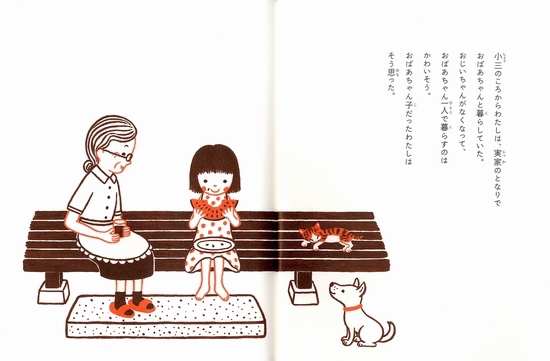 小三のころからわたしは、実家のとなりで
おばあちゃんと暮らしていた。
おじいちゃんがなくなって、
おばあちゃん一人で暮らすのは
かわいそう。
おばあちゃん子だったわたしは
そう思った。